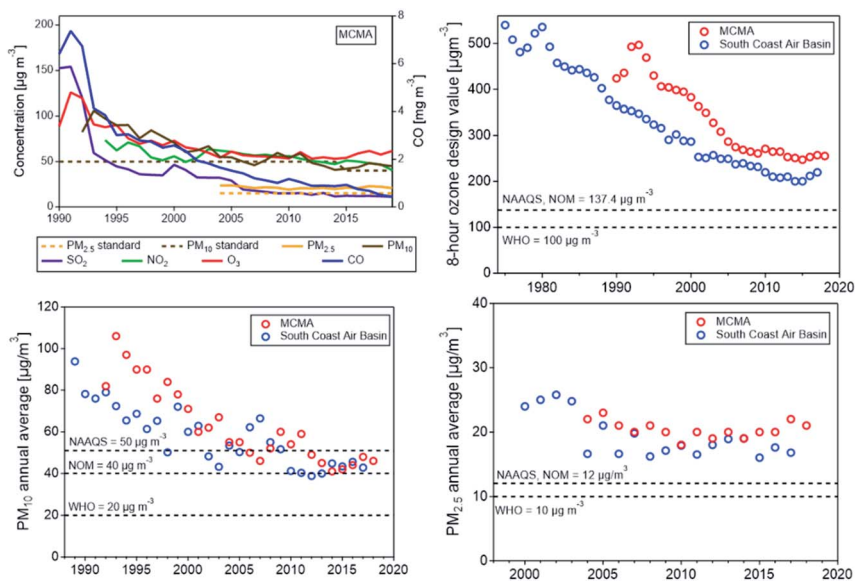 MCMA
Concentration [µg m⁻³]
CO [mg m⁻³]
200
150
100
50
0
8
6
4
2
0
1990
1995
2000
2005
2010
2015
PM₂.₅ standard
PM₁₀ standard
PM₂.₅
PM₁₀
SO₂
NO₂
O₃
CO
MCMA
South Coast Air Basin
8-hour ozone design value [µgm⁻³]
500
400
300
200
100
0
NAAQS, NOM = 137.4 µg m⁻³
WHO = 100 µg m⁻³
1980
1990
2000
2010
2020
MCMA
South Coast Air Basin
PM₁₀ annual average [µg/m³]
120
100
80
60
40
20
0
NAAQS = 50 µg m⁻³
NOM = 40 µg m⁻³
WHO = 20 µg m⁻³
1990
1995
2000
2005
2010
2015
2020
MCMA
South Coast Air Basin
PM₂.₅ annual average [µg/m³]
40
30
20
10
0
NAAQS, NOM = 12 µg/m³
WHO = 10 µg m⁻³
2000
2005
2010
2015
2020